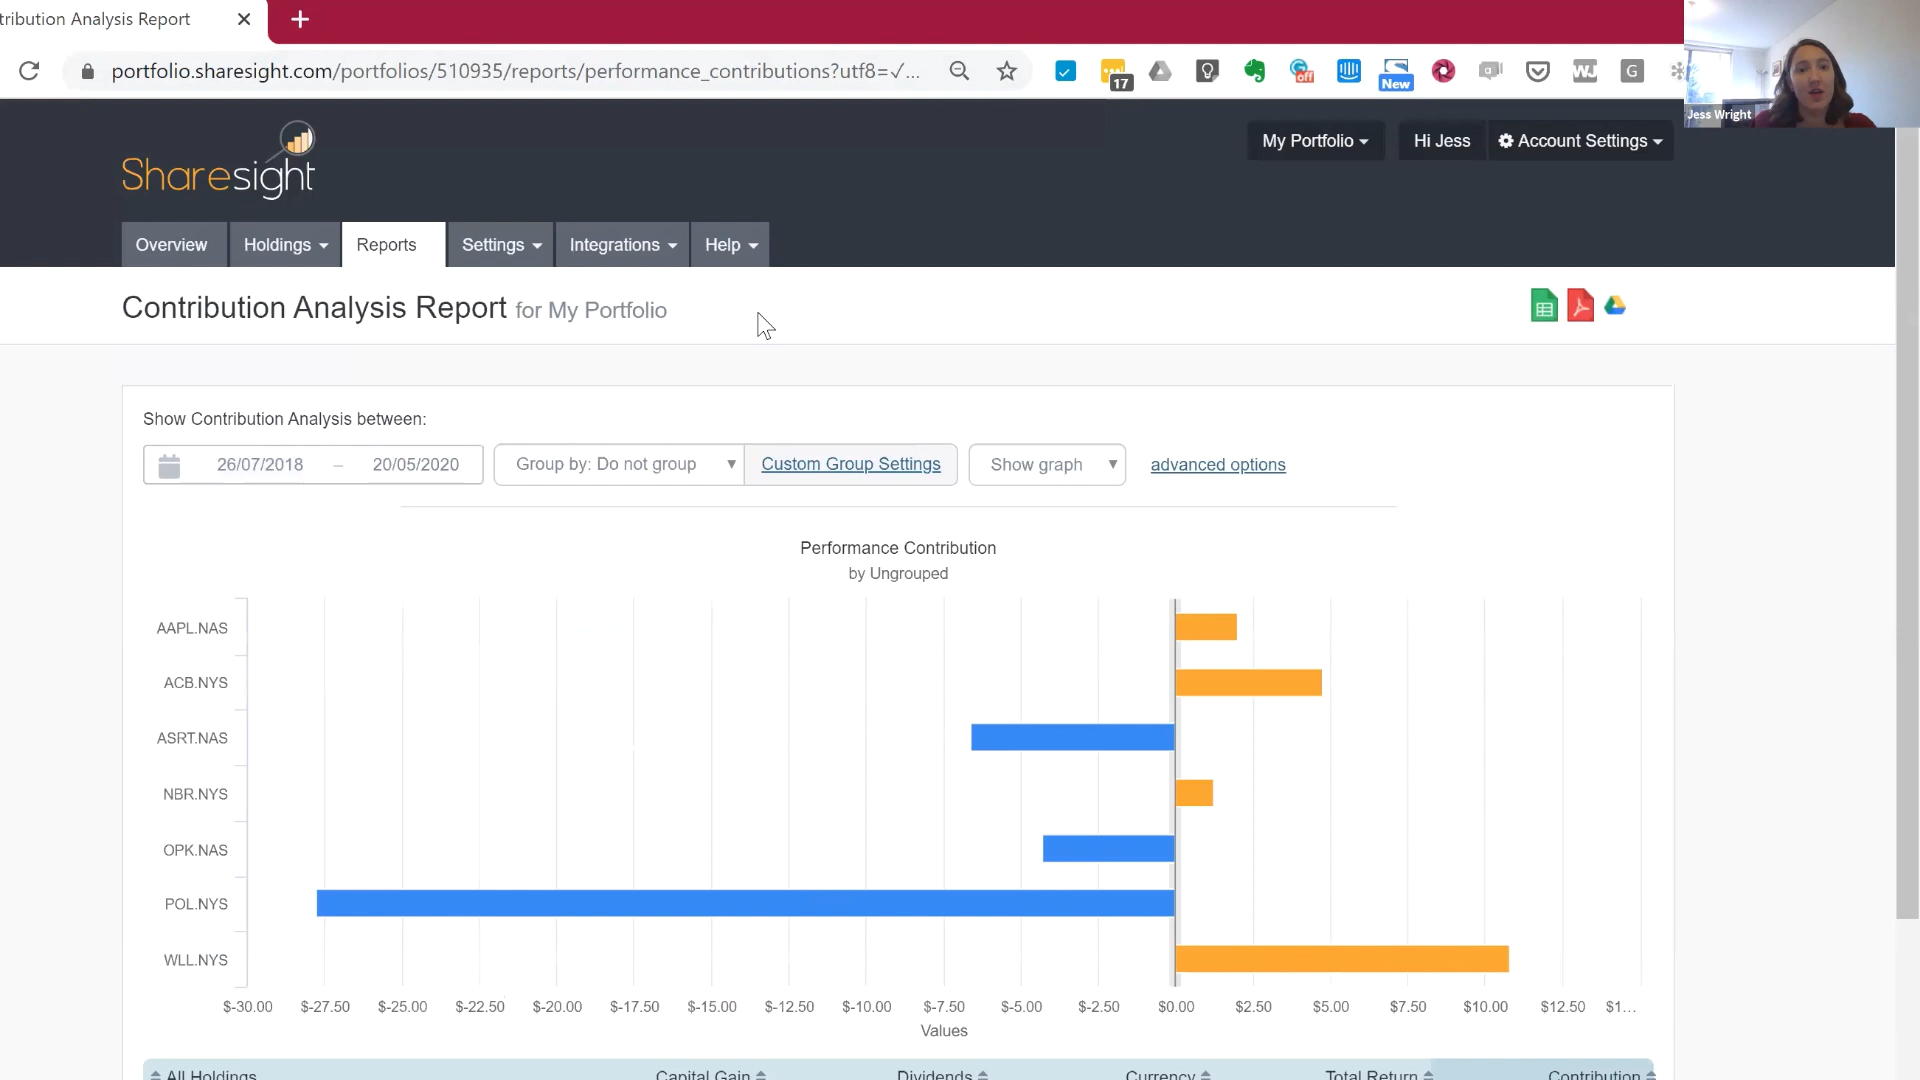 tribution Analysis Report
portfolio.sharesight.com/portfolios/510935/reports/performance_contributions?utf8=✓...
17
off
New
WJ
G
Jess Wright
Sharesight
My Portfolio
Hi Jess
Account Settings
Overview
Holdings
Reports
Settings
Integrations
Help
Contribution Analysis Report for My Portfolio
Show Contribution Analysis between:
26/07/2018 – 20/05/2020
Group by: Do not group
Custom Group Settings
Show graph
advanced options
Performance Contribution
by Ungrouped
AAPL.NAS
ACB.NYS
ASRT.NAS
NBR.NYS
OPK.NAS
POL.NYS
WLL.NYS
$-30.00 $-27.50 $-25.00 $-22.50 $-20.00 $-17.50 $-15.00 $-12.50 $-10.00 $-7.50 $-5.00 $-2.50 $0.00 $2.50 $5.00 $7.50 $10.00 $12.50 $1...
Values
All Holdings Capital Gain Dividends Currency Total Return Contribution